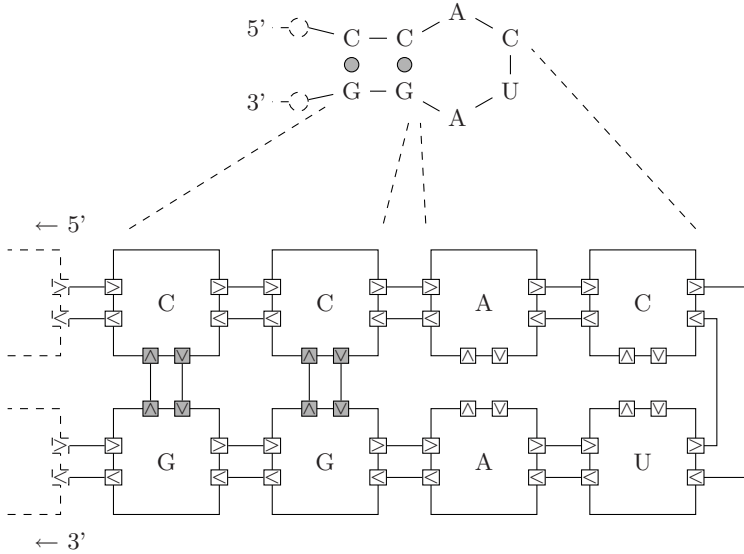 5' C C A C
3' G G A U
← 5'
C C A C
G G A U
← 3'